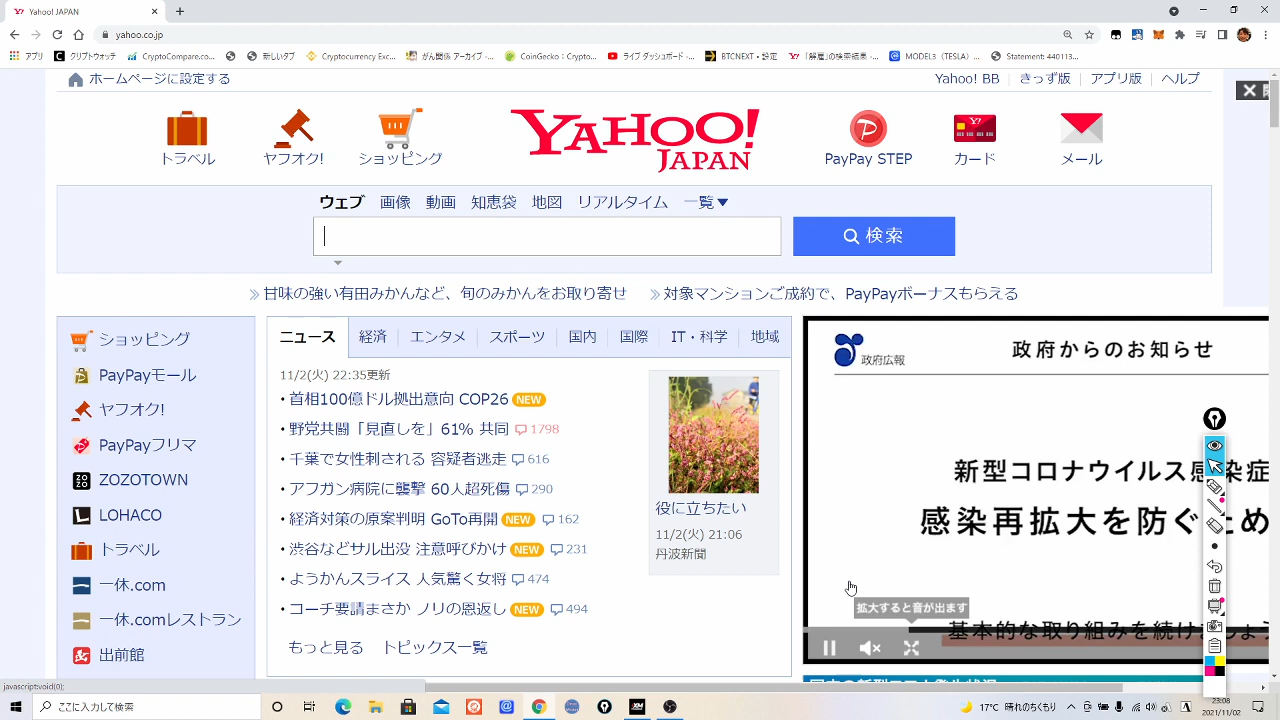 Yahoo! JAPAN
yahoo.co.jp
アプリ
クリプトウォッチ
CryptoComparo...
新しいタブ
Cryptocurrency Exc...
がん関係 アーカイブ -...
CoinGecko : Crypto...
ライブ ダッシュボード -...
BTCNEXT • 設定
「解雇」の検索結果 -...
MODEL3（TESLA）...
Statement: 440113...
ホームページに設定する
Yahoo! BB
きっず版
アプリ版
ヘルプ
トラベル
ヤフオク!
ショッピング
YAHOO!
JAPAN
PayPay STEP
カード
メール
ウェブ 画像 動画 知恵袋 地図 リアルタイム 一覧▼
検索
甘味の強い有田みかんなど、旬のみかんをお取り寄せ
対象マンションご成約で、PayPayボーナスもらえる
ショッピング
PayPayモール
ヤフオク!
PayPayフリマ
ZOZOTOWN
LOHACO
トラベル
一休.com
一休.comレストラン
出前館
ニュース 経済 エンタメ スポーツ 国内 国際 IT・科学 地域
11/2(火) 22:35更新
・首相100億ドル拠出意向 COP26 NEW
・野党共闘「見直しを」61% 共同 1798
・千葉で女性刺される 容疑者逃走 616
・アフガン病院に襲撃 60人超死傷 290
・経済対策の原案判明 GoTo再開 NEW 162
・渋谷などサル出没 注意呼びかけ NEW 231
・ようかんスライス 人気驚く女将 474
・コーチ要請まさか ノリの恩返し NEW 494
もっと見る トピックス一覧
役に立ちたい
11/2(火) 21:06
丹波新聞
政府広報
政府からのお知らせ
新型コロナウイルス感染症
感染再拡大を防ぐため
拡大すると音が出ます
基本的な取り組みを続けましょう
javascript:void(0);
ここに入力して検索
17°C 晴れのちくもり
23:08
2021/11/02